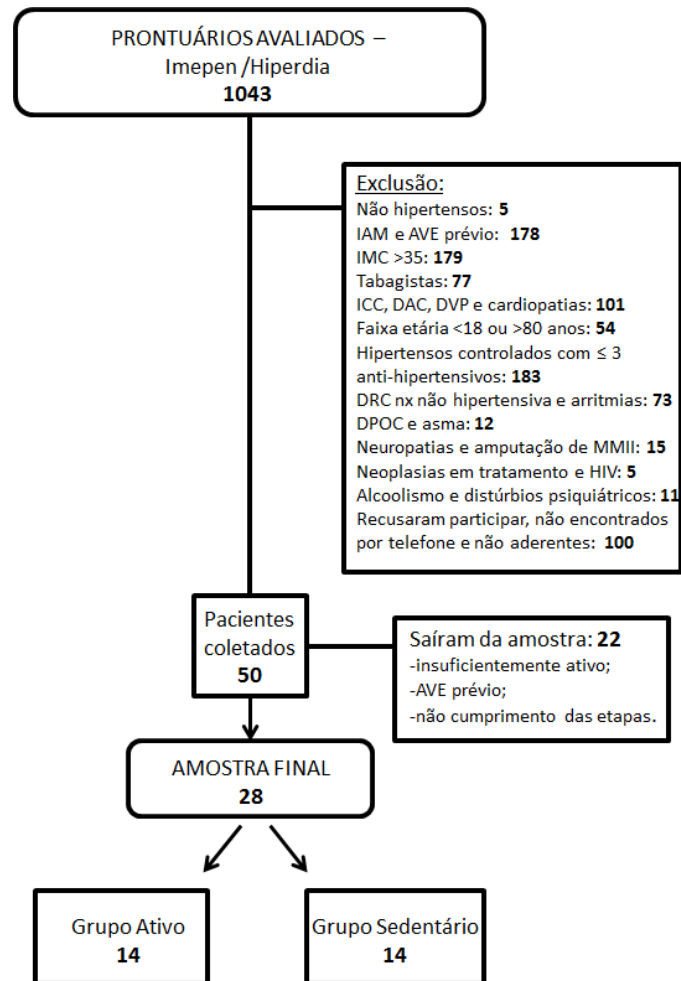 PRONTUÁRIOS AVALIADOS –
Imepen /Hiperdia
1043
Exclusão:
Não hipertensos: 5
IAM e AVE prévio: 178
IMC >35: 179
Tabagistas: 77
ICC, DAC, DVP e cardiopatias: 101
Faixa etária <18 ou >80 anos: 54
Hipertensos controlados com ≤ 3
anti-hipertensivos: 183
DRC nx não hipertensiva e arritmias: 73
DPOC e asma: 12
Neuropatias e amputação de MMII: 15
Neoplasias em tratamento e HIV: 5
Alcoolismo e distúrbios psiquiátricos: 11
Recusaram participar, não encontrados
por telefone e não aderentes: 100
Pacientes
coletados
50
Saíram da amostra: 22
-insuficientemente ativo;
-AVE prévio;
-não cumprimento das etapas.
AMOSTRA FINAL
28
Grupo Ativo
14
Grupo Sedentário
14